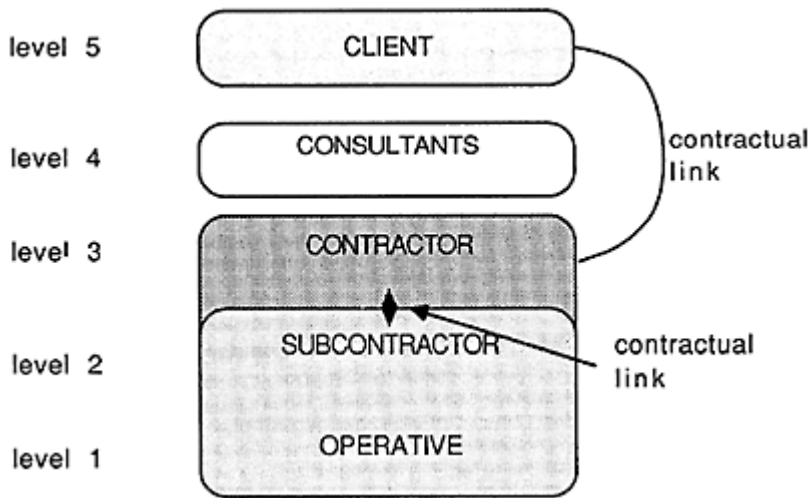 level 5
CLIENT
level 4
CONSULTANTS
contractual
link
level 3
CONTRACTOR
level 2
SUBCONTRACTOR
contractual
link
level 1
OPERATIVE